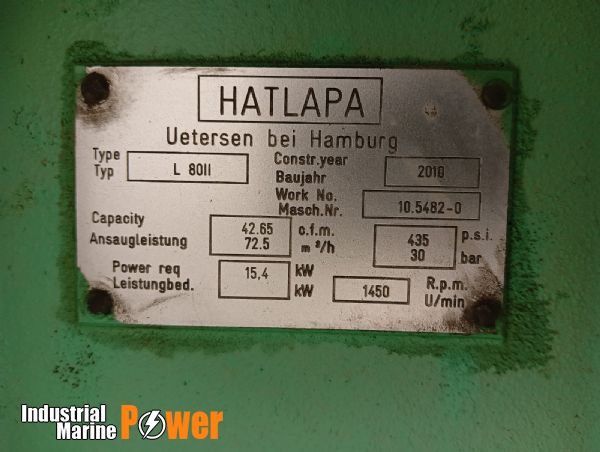 HATLAPA
Uetersen bei Hamburg
Type
Typ
L 80II
Constr.year
Baujahr
2010
Work No.
Masch.Nr.
10.5482-0
Capacity
Ansaugleistung
42.65 c.f.m.
72.5 m³/h
435 p.s.i.
30 bar
Power req
Leistungbed.
15,4 kW
kW
1450
R.p.m.
U/min
Industrial
Marine
Power